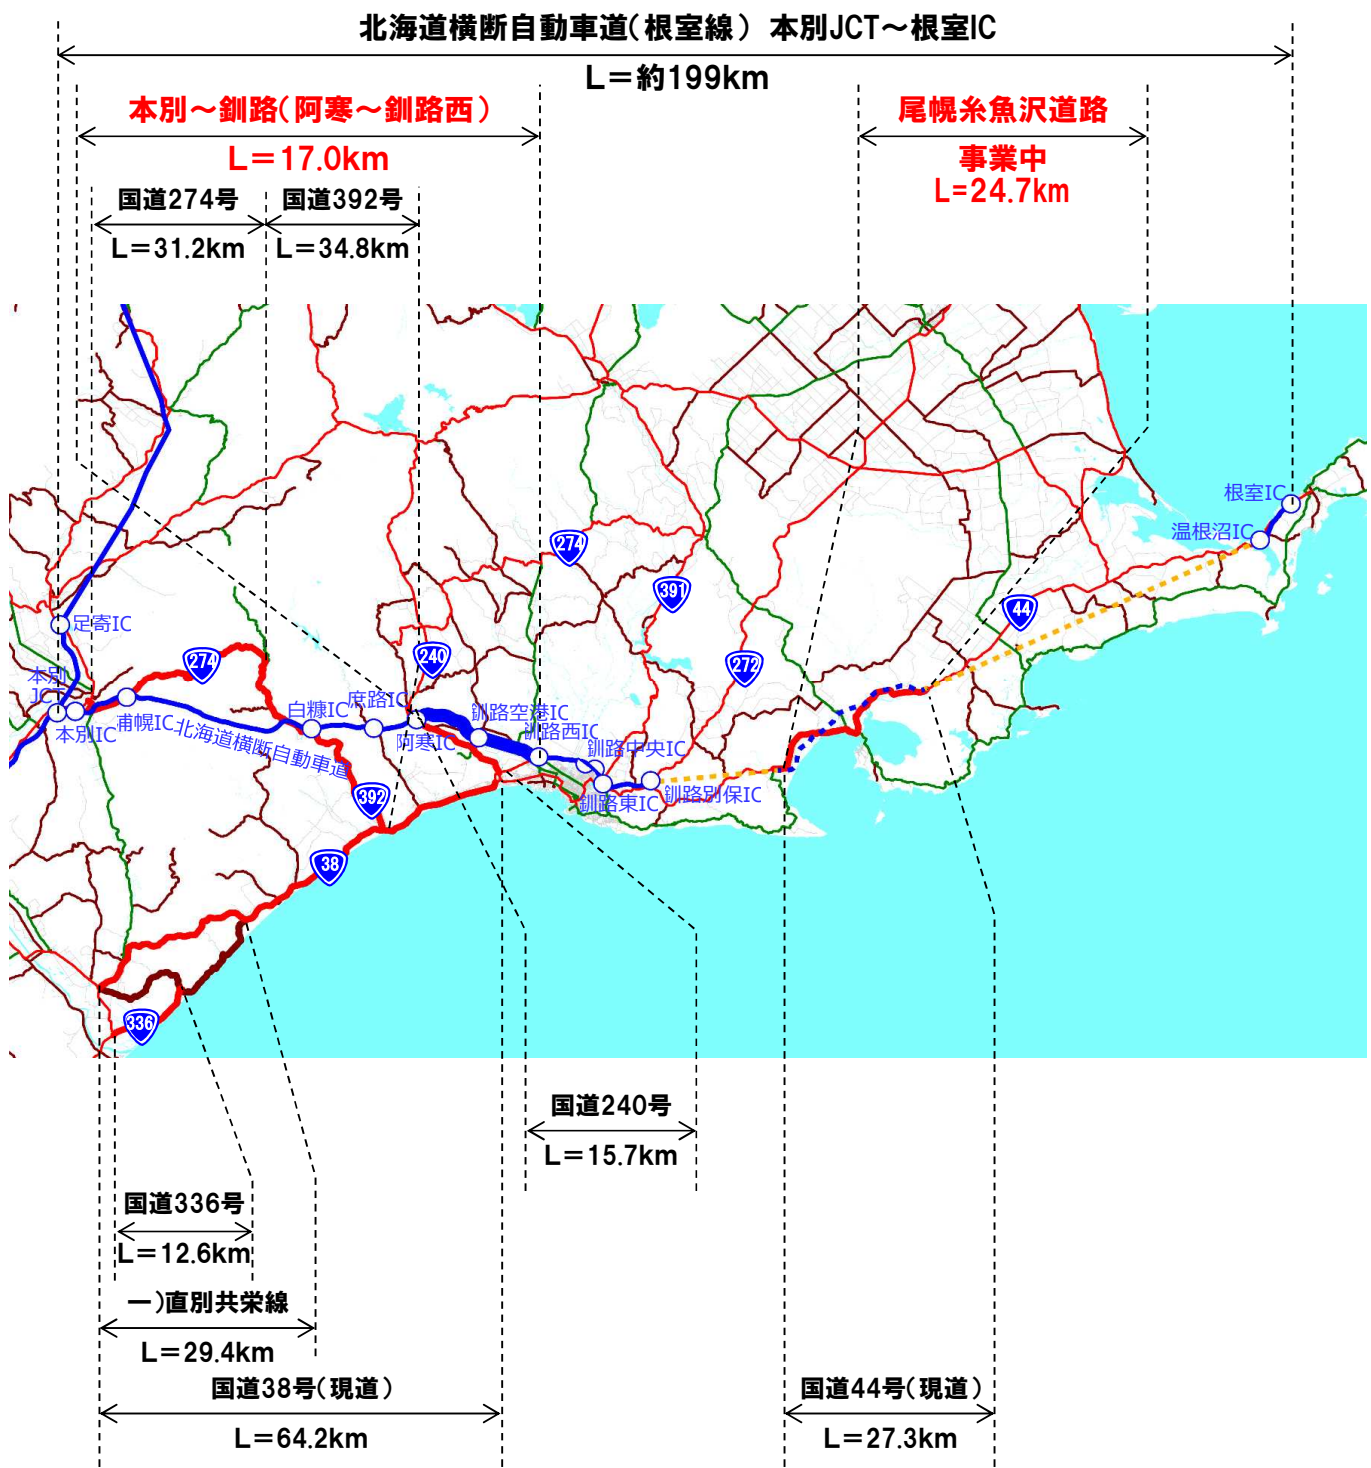 北海道横断自動車道(根室線) 本別JCT～根室IC
L=約199km
本別～釧路(阿寒～釧路西)
L=17.0km
尾幌糸魚沢道路
事業中
L=24.7km
国道274号
L=31.2km
国道392号
L=34.8km
根室IC
温根沼IC
274
391
44
足寄IC
274
240
272
本別
JCT
本別IC
浦幌IC
北海道横断自動車道
白糠IC
庶路IC
阿寒IC
釧路空港IC
釧路西IC
釧路中央IC
釧路東IC
釧路別保IC
392
38
336
国道240号
L=15.7km
国道336号
L=12.6km
一)直別共栄線
L=29.4km
国道38号(現道)
L=64.2km
国道44号(現道)
L=27.3km